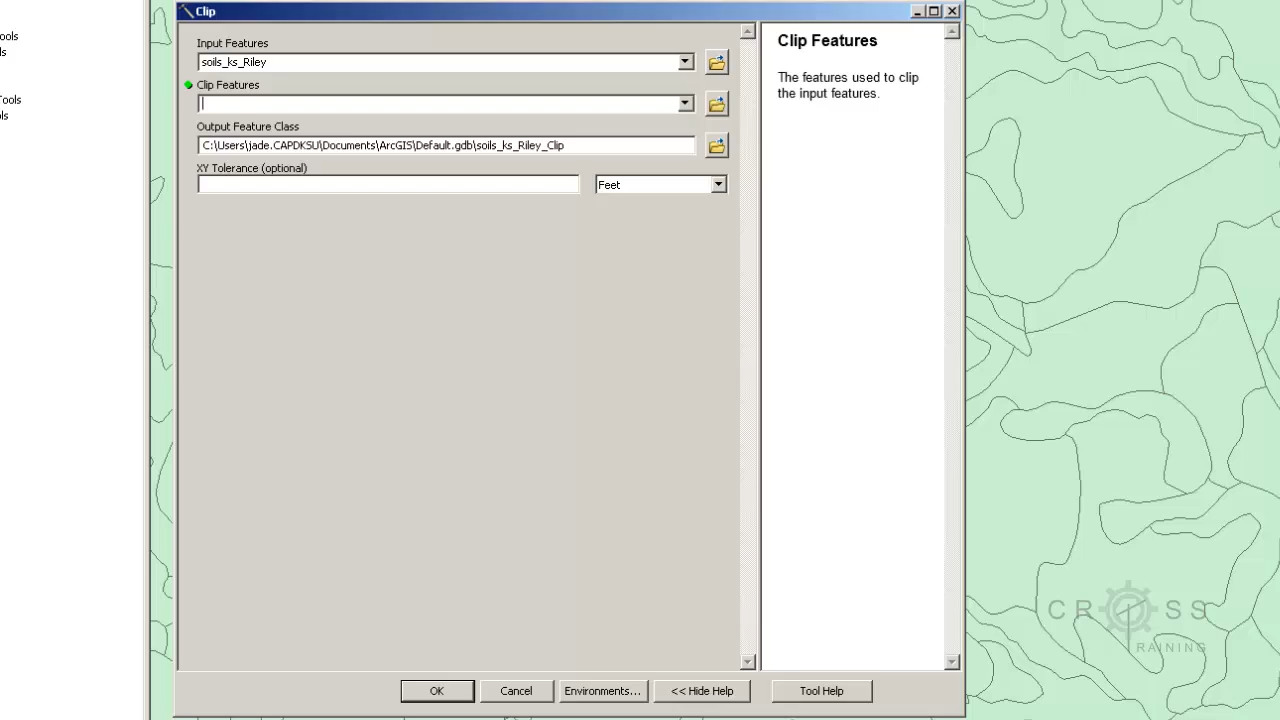 Clip
ools
s
Tools
ls
Input Features
soils_ks_Riley
Clip Features
Output Feature Class
C:\Users\jade.CAPDKSU\Documents\ArcGIS\Default.gdb\soils_ks_Riley_Clip
XY Tolerance (optional)
Feet
Clip Features
The features used to clip
the input features.
OK
Cancel
Environments...
<< Hide Help
Tool Help
CROSS
TRAINING